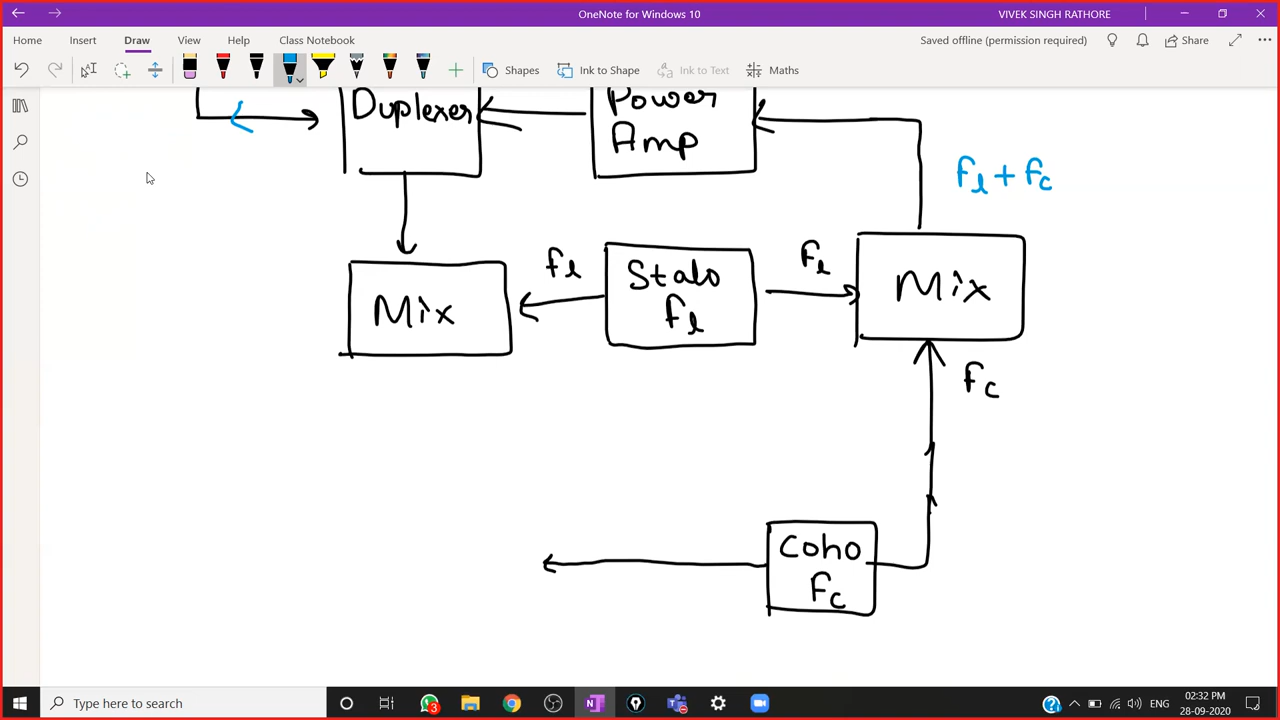 OneNote for Windows 10
VIVEK SINGH RATHORE
Home Insert Draw View Help Class Notebook
Saved offline (permission required)
Share
Shapes
Ink to Shape
Ink to Text
Maths
Duplexer
Power
Amp
fl + fc
Mix
fl
Stalo
fl
fl
Mix
fc
Coho
fc
Type here to search
3
ENG
02:32 PM
28-09-2020